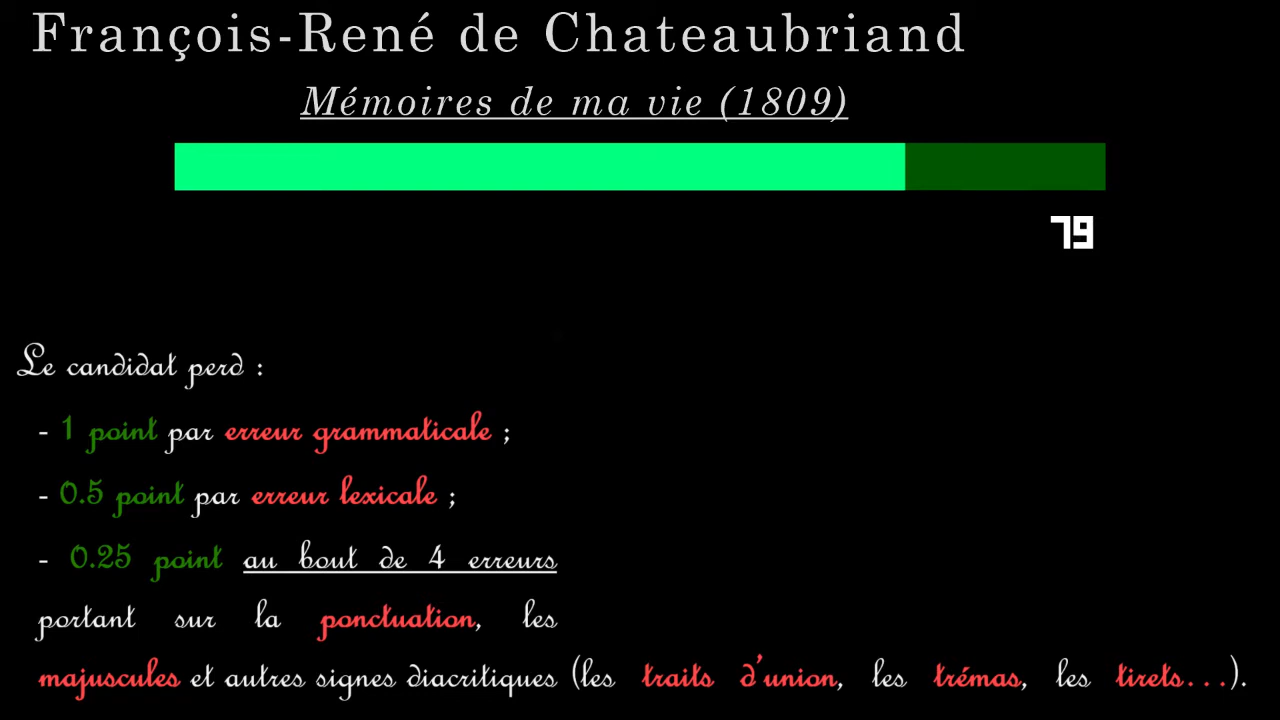 François-René de Chateaubriand
Mémoires de ma vie (1809)
79
Le candidat perd :
- 1 point par erreur grammaticale ;
- 0.5 point par erreur lexicale ;
- 0.25 point au bout de 4 erreurs
portant sur la ponctuation, les
majuscules et autres signes diacritiques (les traits d'union, les trémas, les tirets...).